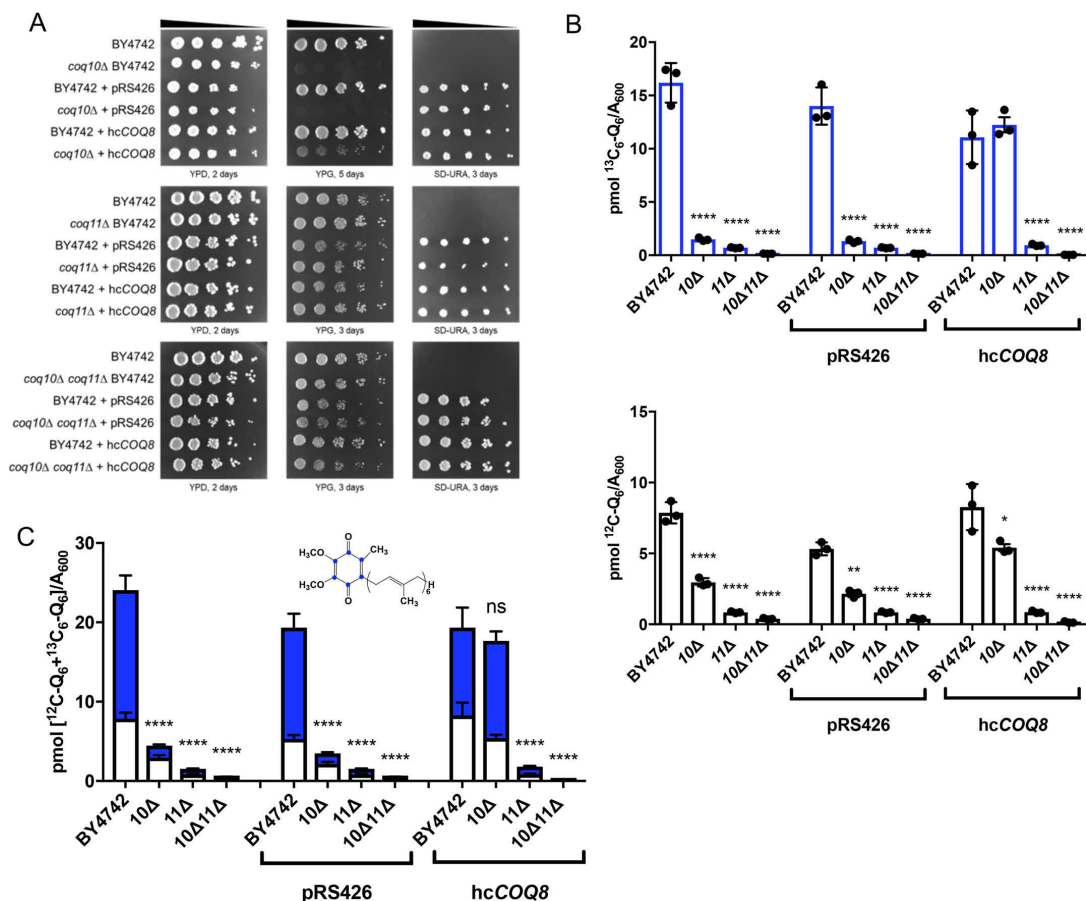 A
BY4742
coq10Δ BY4742
BY4742 + pRS426
coq10Δ + pRS426
BY4742 + hcCOQ8
coq10Δ + hcCOQ8
YPD, 2 days
YPG, 5 days
SD-URA, 3 days
BY4742
coq11Δ BY4742
BY4742 + pRS426
coq11Δ + pRS426
BY4742 + hcCOQ8
coq11Δ + hcCOQ8
YPD, 2 days
YPG, 3 days
SD-URA, 3 days
BY4742
coq10Δ coq11Δ BY4742
BY4742 + pRS426
coq10Δ coq11Δ + pRS426
BY4742 + hcCOQ8
coq10Δ coq11Δ + hcCOQ8
YPD, 2 days
YPG, 3 days
SD-URA, 3 days
B
pmol ¹³C₆-Q₆/A₆₀₀
20
15
10
5
0
**** **** ****
**** **** ****
**** ****
BY4742 10Δ 11Δ 10Δ11Δ
BY4742 10Δ 11Δ 10Δ11Δ
BY4742 10Δ 11Δ 10Δ11Δ
pRS426
hcCOQ8
pmol ¹²C-Q₆/A₆₀₀
15
10
5
0
**** **** ****
** **** ****
* **** ****
BY4742 10Δ 11Δ 10Δ11Δ
BY4742 10Δ 11Δ 10Δ11Δ
BY4742 10Δ 11Δ 10Δ11Δ
pRS426
hcCOQ8
C
pmol [¹²C-Q₆+¹³C₆-Q₆]/A₆₀₀
30
20
10
0
O
H₃CO
CH₃
H₃CO
H
6
O
CH₃
**** **** ****
**** **** ****
ns **** ****
BY4742 10Δ 11Δ 10Δ11Δ
BY4742 10Δ 11Δ 10Δ11Δ
BY4742 10Δ 11Δ 10Δ11Δ
pRS426
hcCOQ8